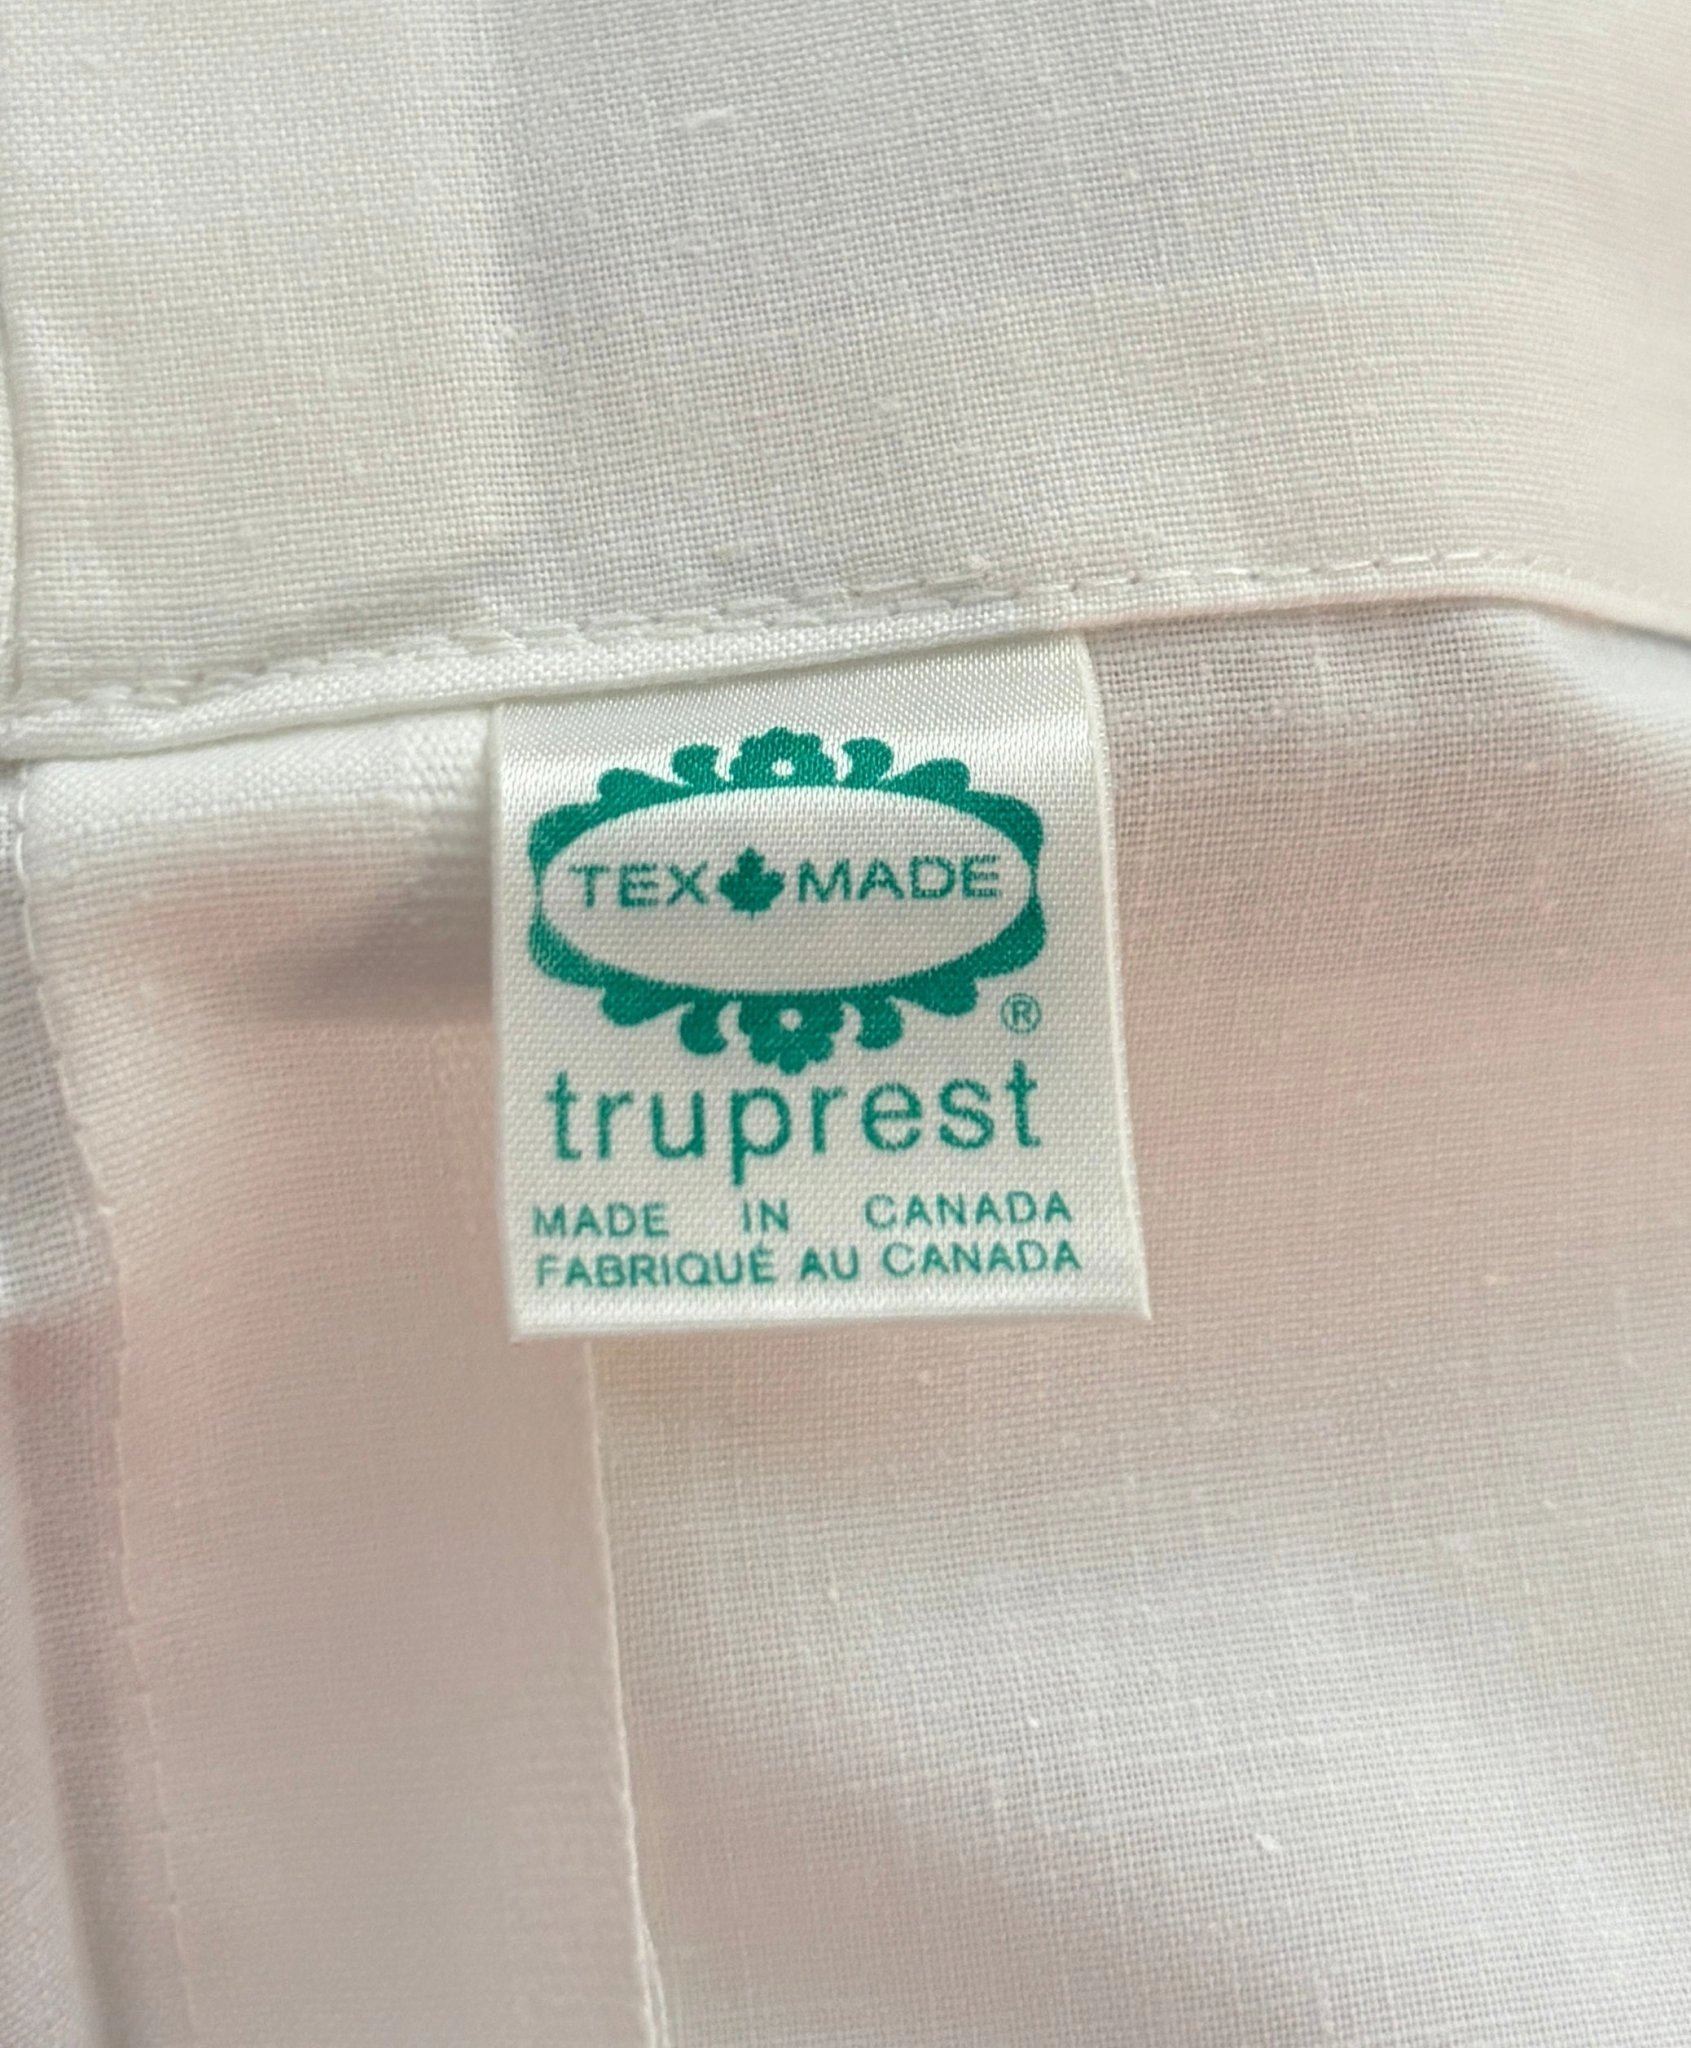 TEX MADE
®
truprest
MADE IN CANADA
FABRIQUÉ AU CANADA